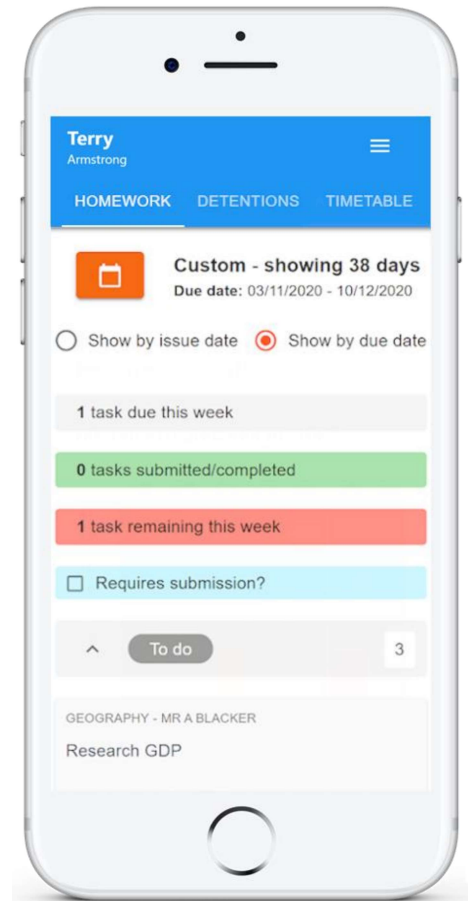 Terry
Armstrong
HOMEWORK DETENTIONS TIMETABLE
Custom - showing 38 days
Due date: 03/11/2020 - 10/12/2020
Show by issue date Show by due date
1 task due this week
0 tasks submitted/completed
1 task remaining this week
Requires submission?
To do 3
GEOGRAPHY - MR A BLACKER
Research GDP